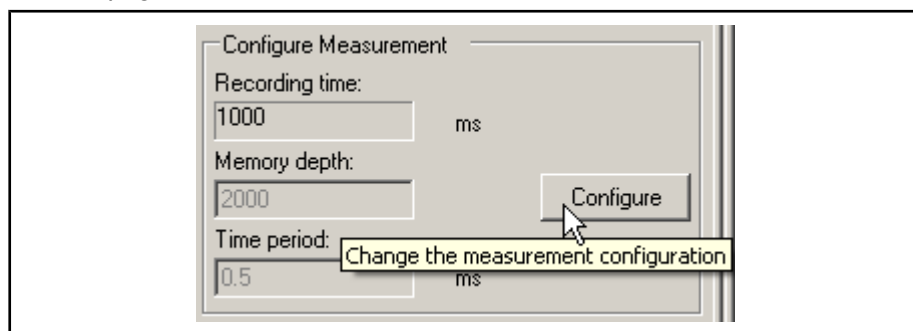 Configure Measurement
Recording time:
1000 ms
Memory depth:
2000
Configure
Time period:
Change the measurement configuration
0.5 ms